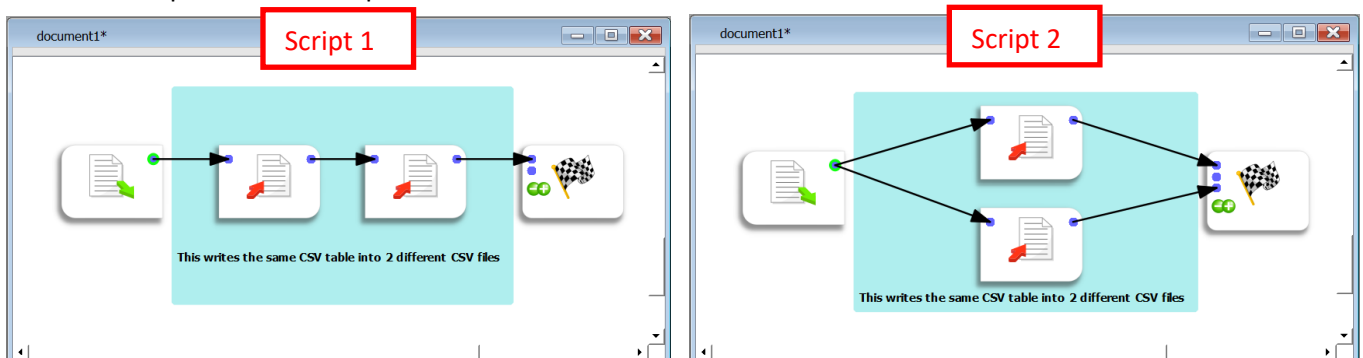 document1*
Script 1
This writes the same CSV table into 2 different CSV files
document1*
Script 2
This writes the same CSV table into 2 different CSV files